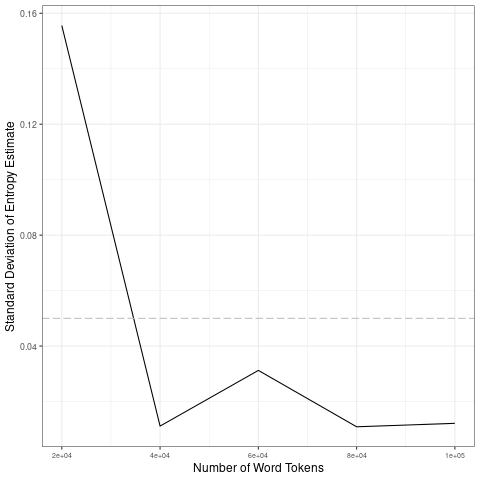 0.16
0.12
0.08
0.04
Standard Deviation of Entropy Estimate
2e+04 4e+04 6e+04 8e+04 1e+05
Number of Word Tokens